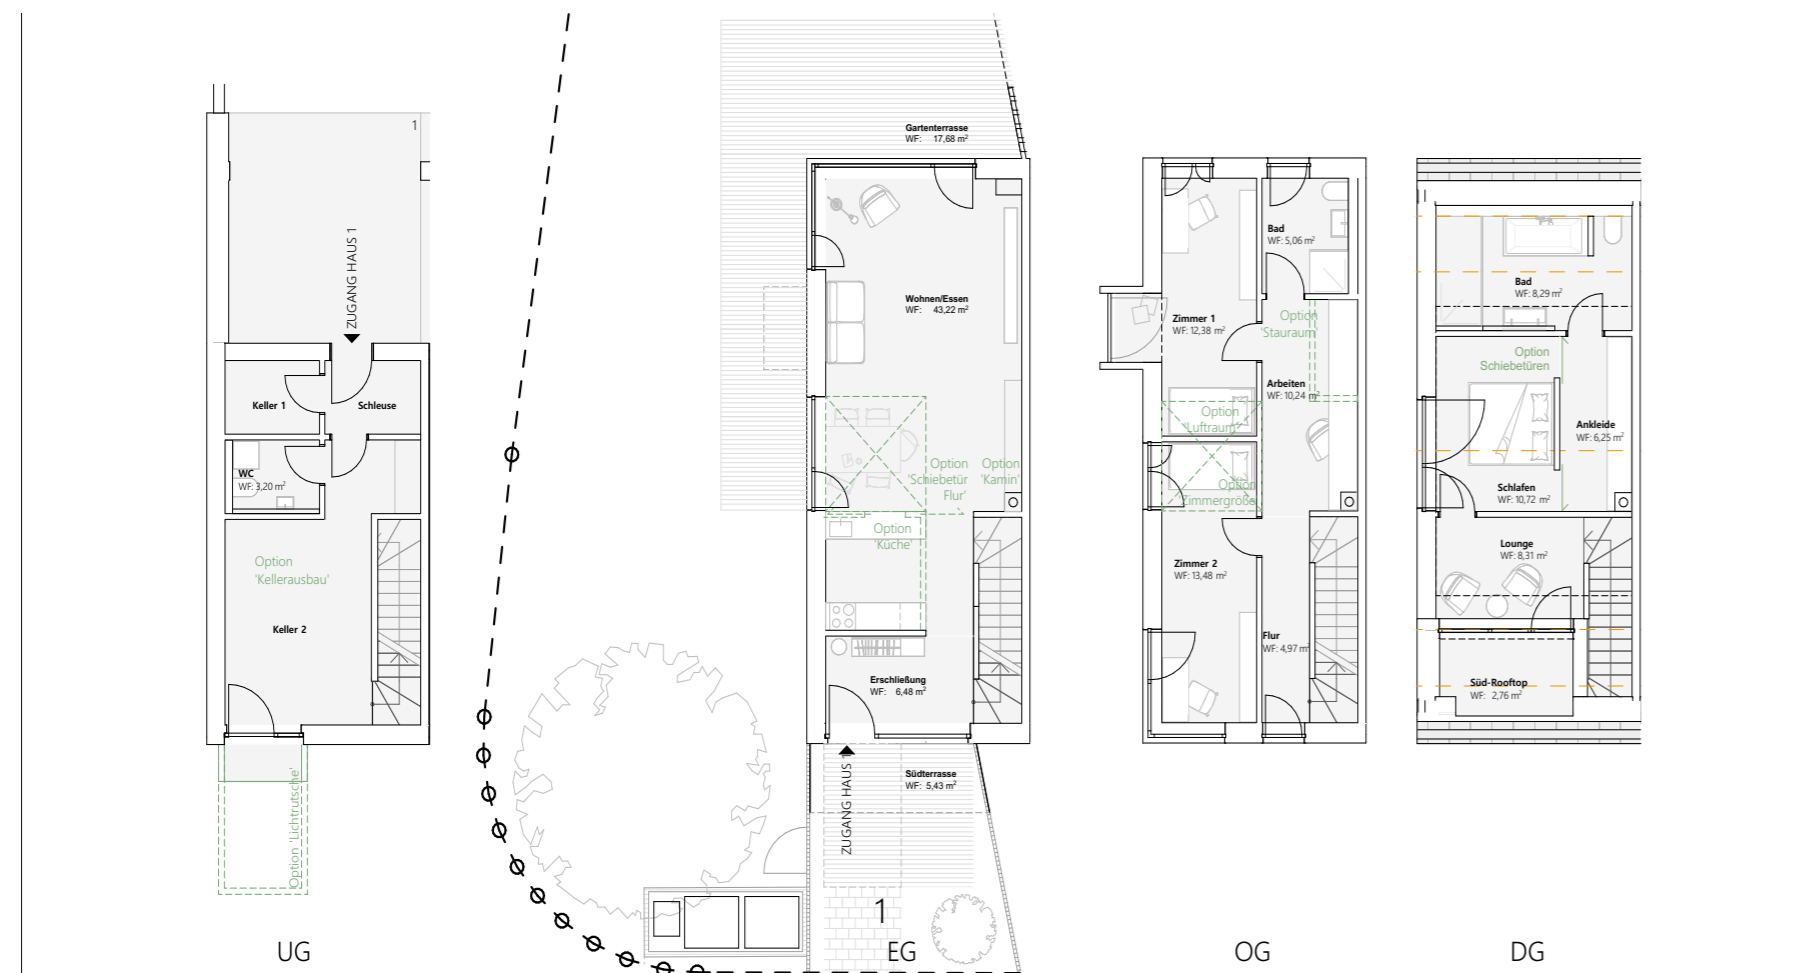 1
ZUGANG HAUS 1
Keller 1
Schleuse
WC
WF: 3,20 m²
Option
'Kellerausbau'
Keller 2
Option 'Lichtrutsche'
UG
Gartenterrasse
WF: 17,68 m²
Wohnen/Essen
WF: 43,22 m²
Option
'Schiebetür
Flur'
Option
'Kamin'
Option
'Küche'
Erschließung
WF: 6,48 m²
Südterrasse
WF: 5,43 m²
ZUGANG HAUS 1
1
EG
Bad
WF: 5,06 m²
Zimmer 1
WF: 12,38 m²
Option
'Stauraum'
Arbeiten
WF: 10,24 m²
Option
'Luftraum'
Option
'Zimmergröße'
Zimmer 2
WF: 13,48 m²
Flur
WF: 4,97 m²
OG
Bad
WF: 8,29 m²
Option
Schiebetüren
Ankleide
WF: 6,25 m²
Schlafen
WF: 10,72 m²
Lounge
WF: 8,31 m²
Süd-Rooftop
WF: 2,76 m²
DG